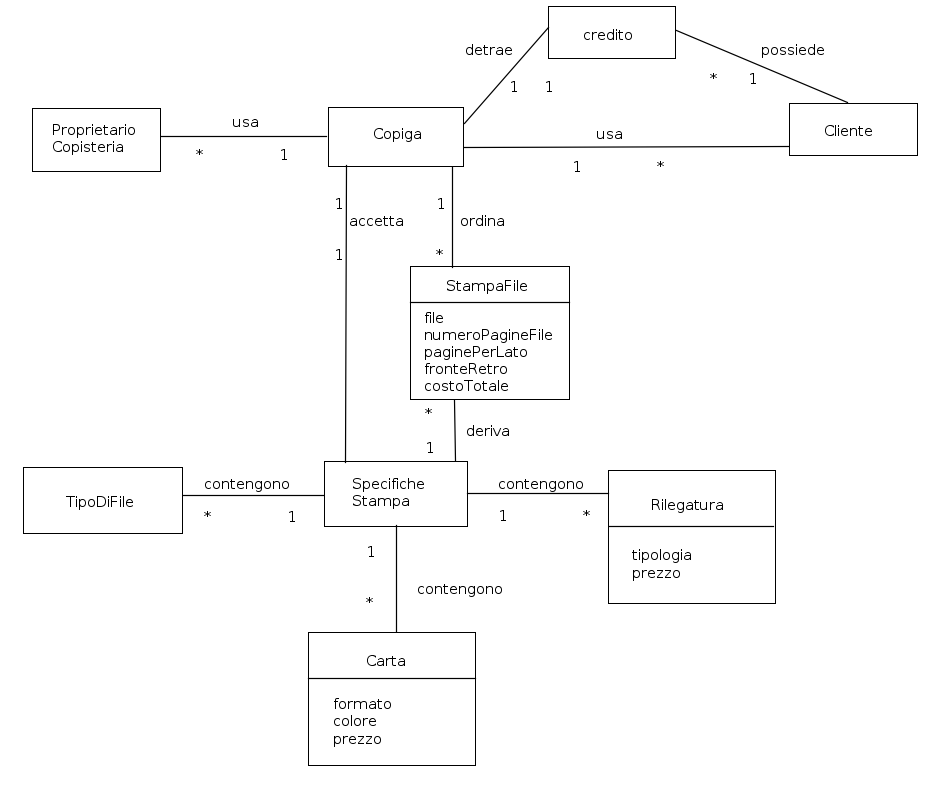 credito
detrae
possiede
1
1
*
1
Proprietario
Copisteria
usa
*
1
Copiga
usa
1
*
Cliente
1
accetta
1
1
ordina
*
StampaFile
file
numeroPagineFile
paginePerLato
fronteRetro
costoTotale
*
deriva
1
TipoDiFile
contengono
*
1
Specifiche
Stampa
contengono
1
*
Rilegatura
tipologia
prezzo
1
contengono
*
Carta
formato
colore
prezzo